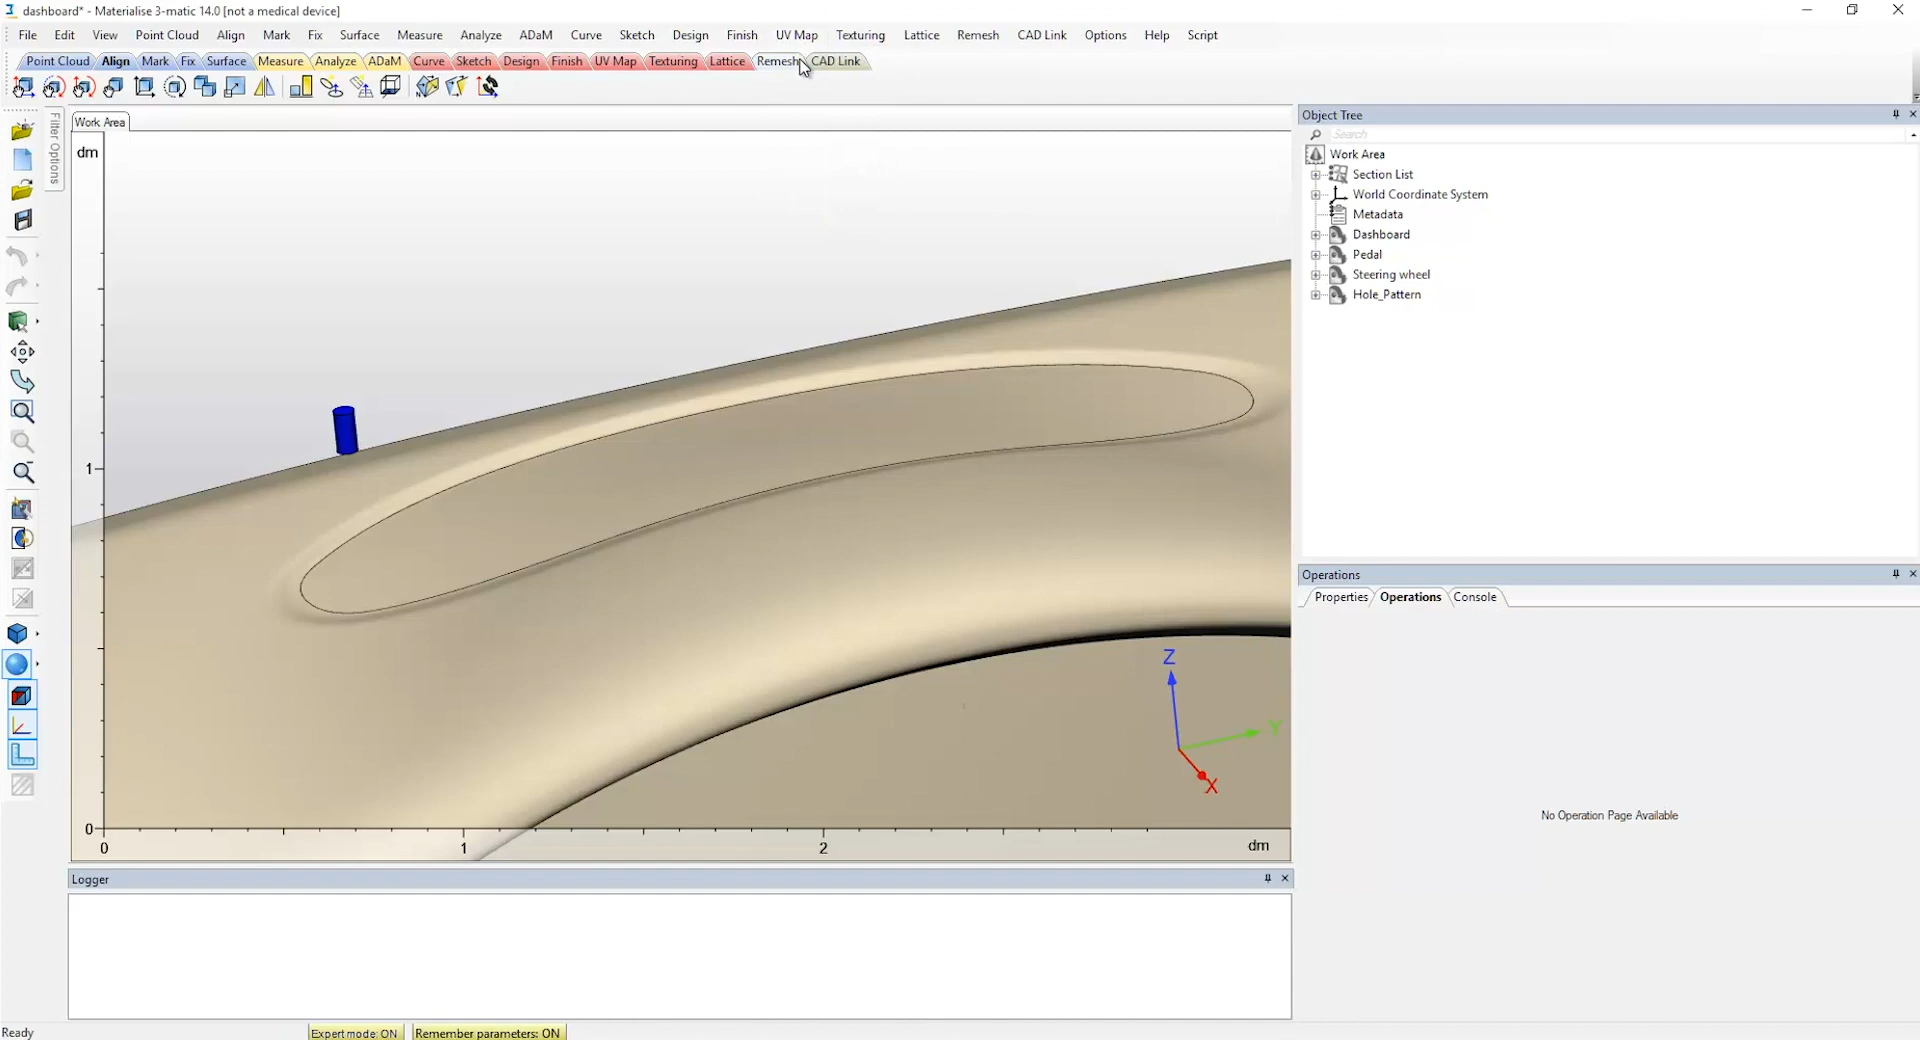 dashboard* - Materialise 3-matic 14.0 [not a medical device]
File Edit View Point Cloud Align Mark Fix Surface Measure Analyze ADaM Curve Sketch Design Finish UV Map Texturing Lattice Remesh CAD Link Options Help Script
Point Cloud Align Mark Fix Surface Measure Analyze ADaM Curve Sketch Design Finish UV Map Texturing Lattice Remesh CAD Link
Filter Options
Work Area
dm
1
0
0 1 2 dm
Z
Y
X
Object Tree
Search
Work Area
Section List
World Coordinate System
Metadata
Dashboard
Pedal
Steering wheel
Hole_Pattern
Operations
Properties Operations Console
No Operation Page Available
Logger
Ready Expert mode: ON Remember parameters: ON